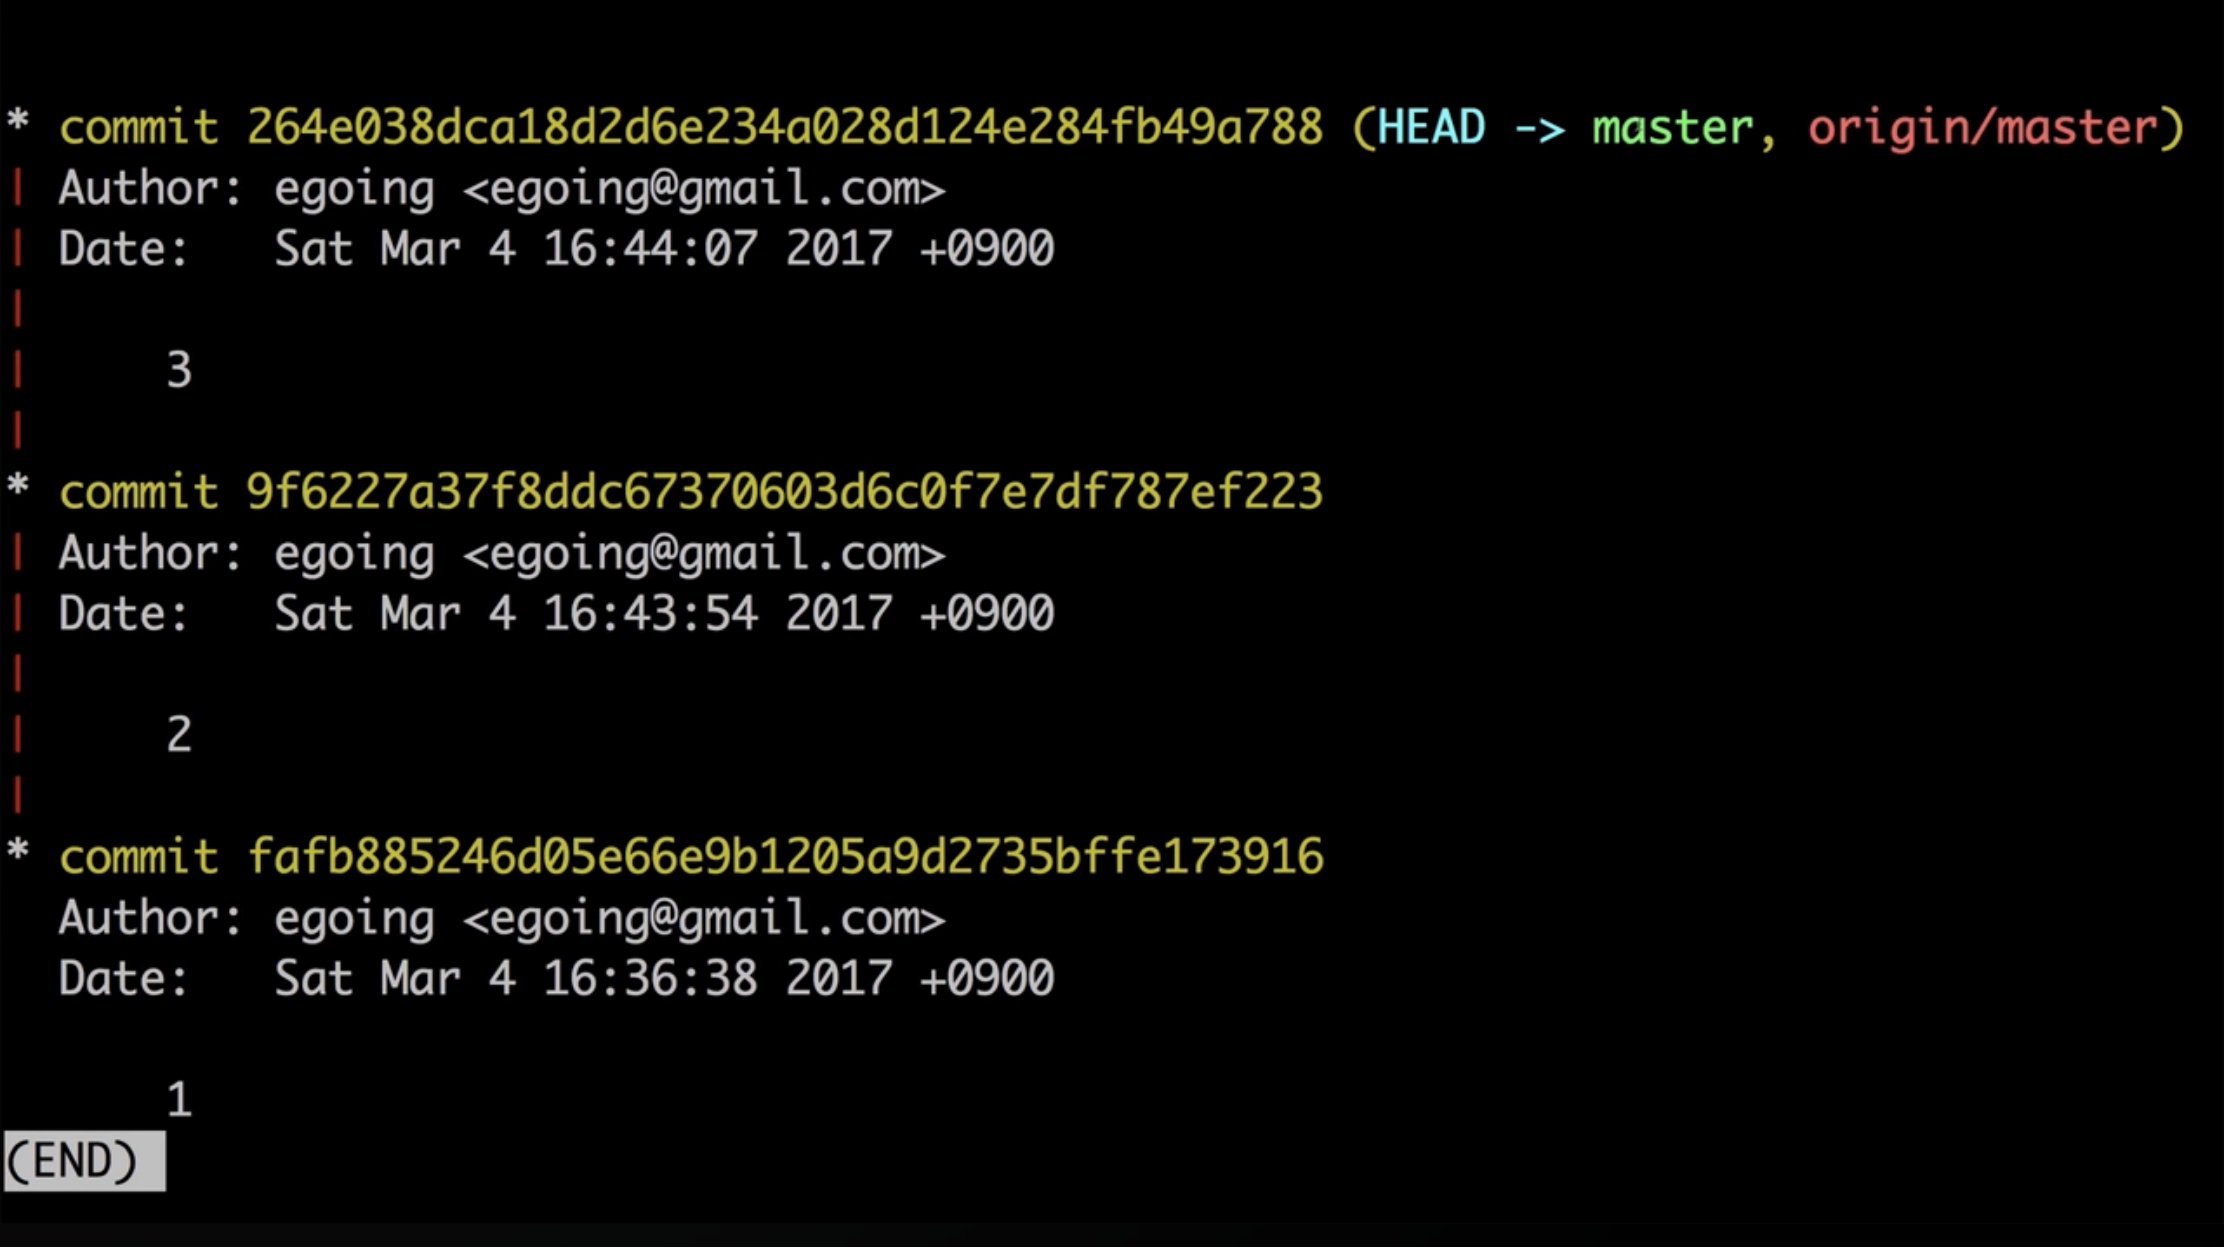 * commit 264e038dca18d2d6e234a028d124e284fb49a788 (HEAD -> master, origin/master)
| Author: egoing <egoing@gmail.com>
| Date:   Sat Mar 4 16:44:07 2017 +0900
|
|     3
|
* commit 9f6227a37f8ddc67370603d6c0f7e7df787ef223
| Author: egoing <egoing@gmail.com>
| Date:   Sat Mar 4 16:43:54 2017 +0900
|
|     2
|
* commit fafb885246d05e66e9b1205a9d2735bffe173916
  Author: egoing <egoing@gmail.com>
  Date:   Sat Mar 4 16:36:38 2017 +0900
      1
(END)